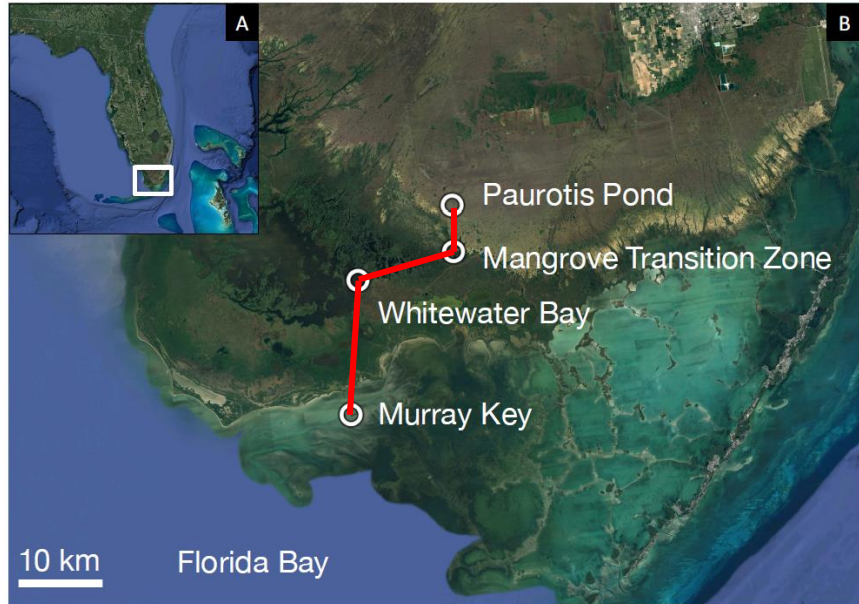 A
B
Paurotis Pond
Mangrove Transition Zone
Whitewater Bay
Murray Key
10 km
Florida Bay